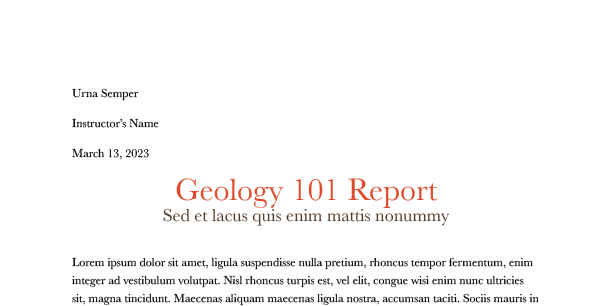 Urna Semper
Instructor’s Name
March 13, 2023
Geology 101 Report
Sed et lacus quis enim mattis nonummy
Lorem ipsum dolor sit amet, ligula suspendisse nulla pretium, rhoncus tempor fermentum, enim
integer ad vestibulum volutpat. Nisl rhoncus turpis est, vel elit, congue wisi enim nunc ultricies
sit, magna tincidunt. Maecenas aliquam maecenas ligula nostra, accumsan taciti. Sociis mauris in